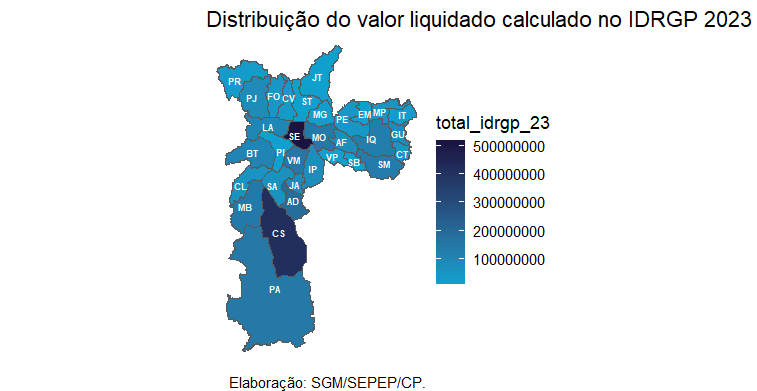 Distribuição do valor liquidado calculado no IDRGP 2023
JT
PR
PJ
FO
CV
ST
MG
PE
EM
MP
IT
LA
SE
MO
AF
IQ
GU
BT
PI
VM
IP
VP
SB
SM
CT
CL
SA
JA
MB
AD
CS
PA
total_idrgp_23
500000000
400000000
300000000
200000000
100000000
Elaboração: SGM/SEPEP/CP.